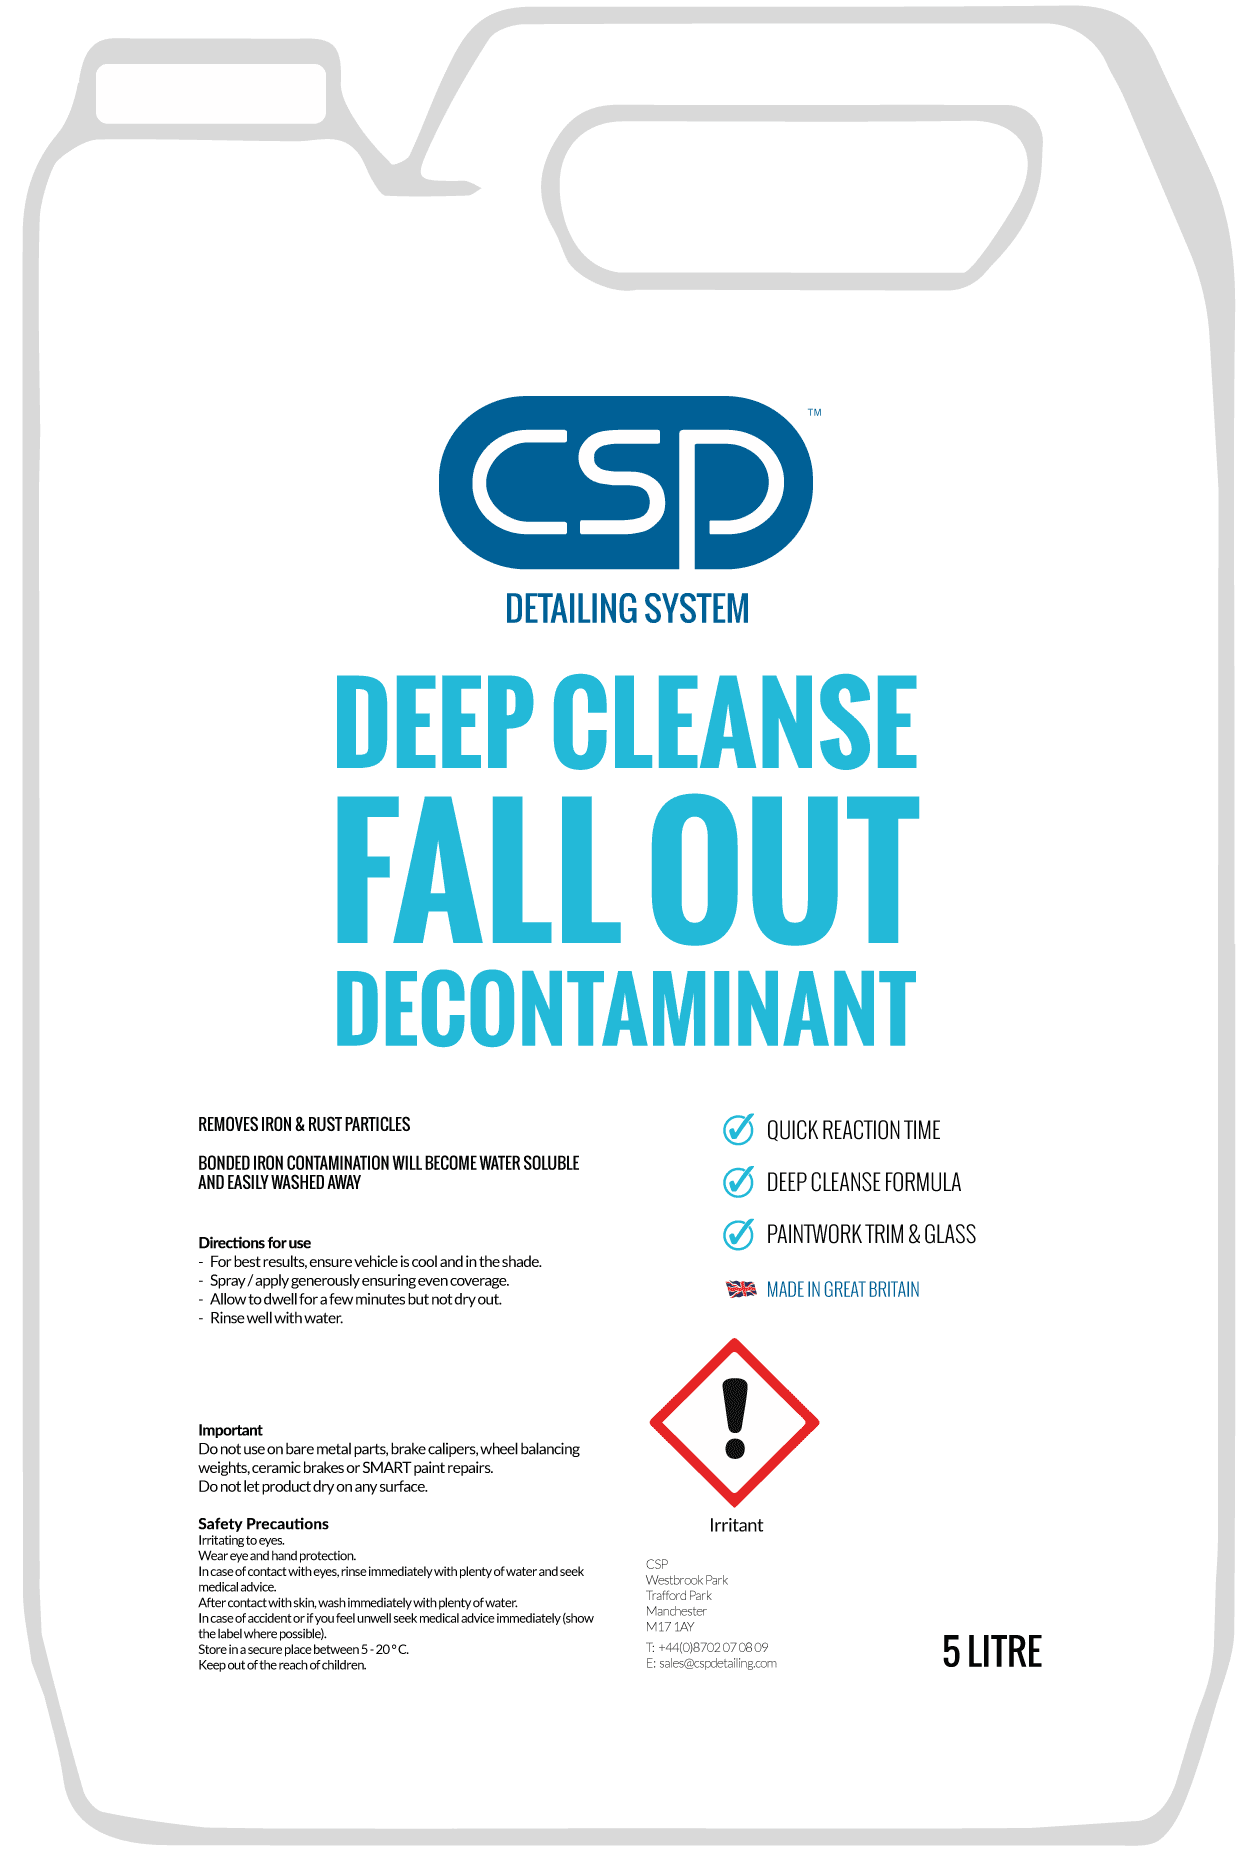 CSP
TM
DETAILING SYSTEM
DEEP CLEANSE
FALL OUT
DECONTAMINANT
REMOVES IRON & RUST PARTICLES
BONDED IRON CONTAMINATION WILL BECOME WATER SOLUBLE
AND EASILY WASHED AWAY
Directions for use
- For best results, ensure vehicle is cool and in the shade.
- Spray / apply generously ensuring even coverage.
- Allow to dwell for a few minutes but not dry out.
- Rinse well with water.
Important
Do not use on bare metal parts, brake calipers, wheel balancing
weights, ceramic brakes or SMART paint repairs.
Do not let product dry on any surface.
Safety Precautions
Irritating to eyes.
Wear eye and hand protection.
In case of contact with eyes, rinse immediately with plenty of water and seek
medical advice.
After contact with skin, wash immediately with plenty of water.
In case of accident or if you feel unwell seek medical advice immediately (show
the label where possible).
Store in a secure place between 5 - 20 º C.
Keep out of the reach of children.
QUICK REACTION TIME
DEEP CLEANSE FORMULA
PAINTWORK TRIM & GLASS
MADE IN GREAT BRITAIN
Irritant
CSP
Westbrook Park
Trafford Park
Manchester
M17 1AY
T: +44(0)8702 07 08 09
E: sales@cspdetailing.com
5 LITRE